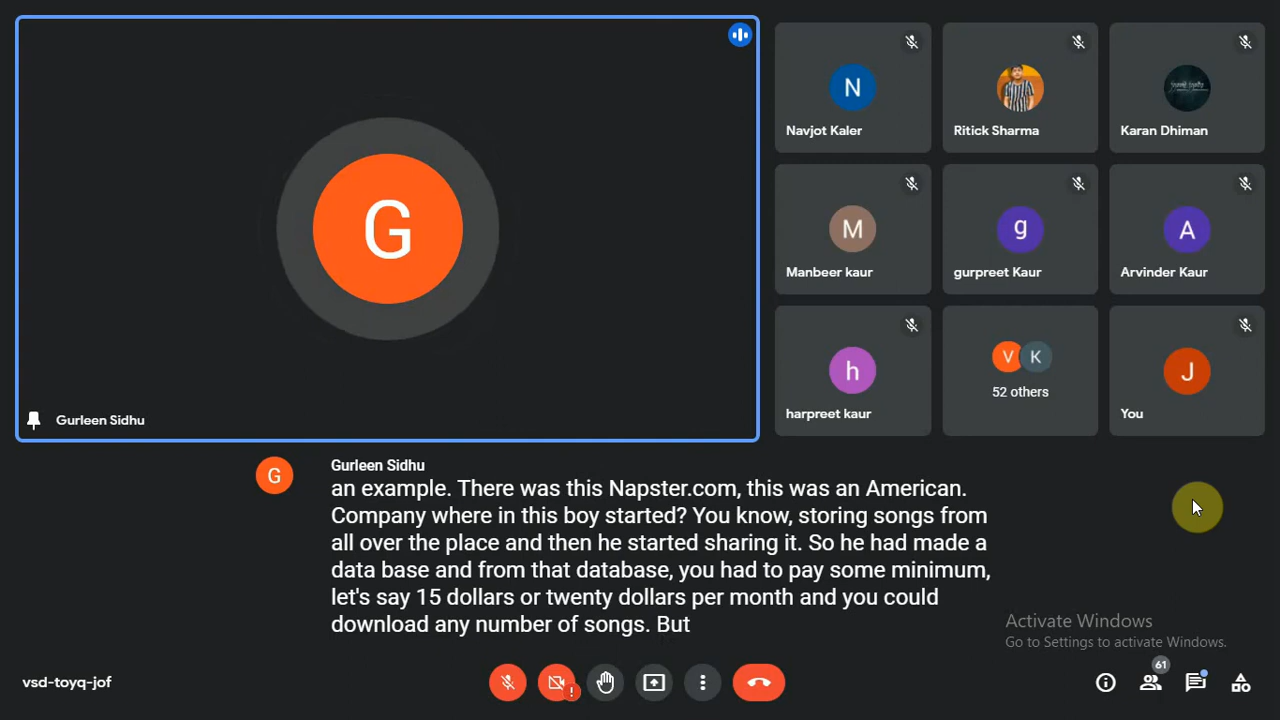 G
Gurleen Sidhu
N
Navjot Kaler
Ritick Sharma
Karan Dhiman
M
Manbeer kaur
g
gurpreet Kaur
A
Arvinder Kaur
h
harpreet kaur
V K
52 others
J
You
G
Gurleen Sidhu
an example. There was this Napster.com, this was an American.
Company where in this boy started? You know, storing songs from
all over the place and then he started sharing it. So he had made a
data base and from that database, you had to pay some minimum,
let's say 15 dollars or twenty dollars per month and you could
download any number of songs. But
Activate Windows
Go to Settings to activate Windows.
vsd-toyq-jof
!
61